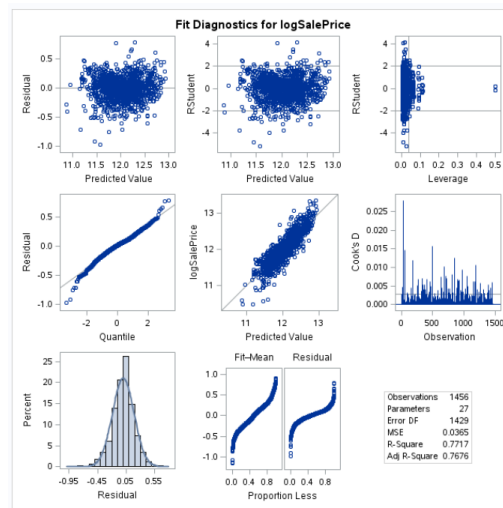 Fit Diagnostics for logSalePrice
Residual
0.5
0.0
-0.5
-1.0
11.0 11.5 12.0 12.5 13.0
Predicted Value
RStudent
4
2
0
-2
-4
11.0 11.5 12.0 12.5 13.0
Predicted Value
RStudent
4
2
0
-2
-4
0.0 0.1 0.2 0.3 0.4 0.5
Leverage
Residual
0.5
0.0
-0.5
-1.0
-2 0 2
Quantile
logSalePrice
13
12
11
11 12 13
Predicted Value
Cook's D
0.025
0.020
0.015
0.010
0.005
0.000
0 500 1000 1500
Observation
Percent
25
20
15
10
5
0
-0.95 -0.45 0.05 0.55
Residual
Fit–Mean Residual
1.0
0.5
0.0
-0.5
-1.0
0.0 0.4 0.8 0.0 0.4 0.8
Proportion Less
Observations 1456
Parameters 27
Error DF 1429
MSE 0.0365
R-Square 0.7717
Adj R-Square 0.7676